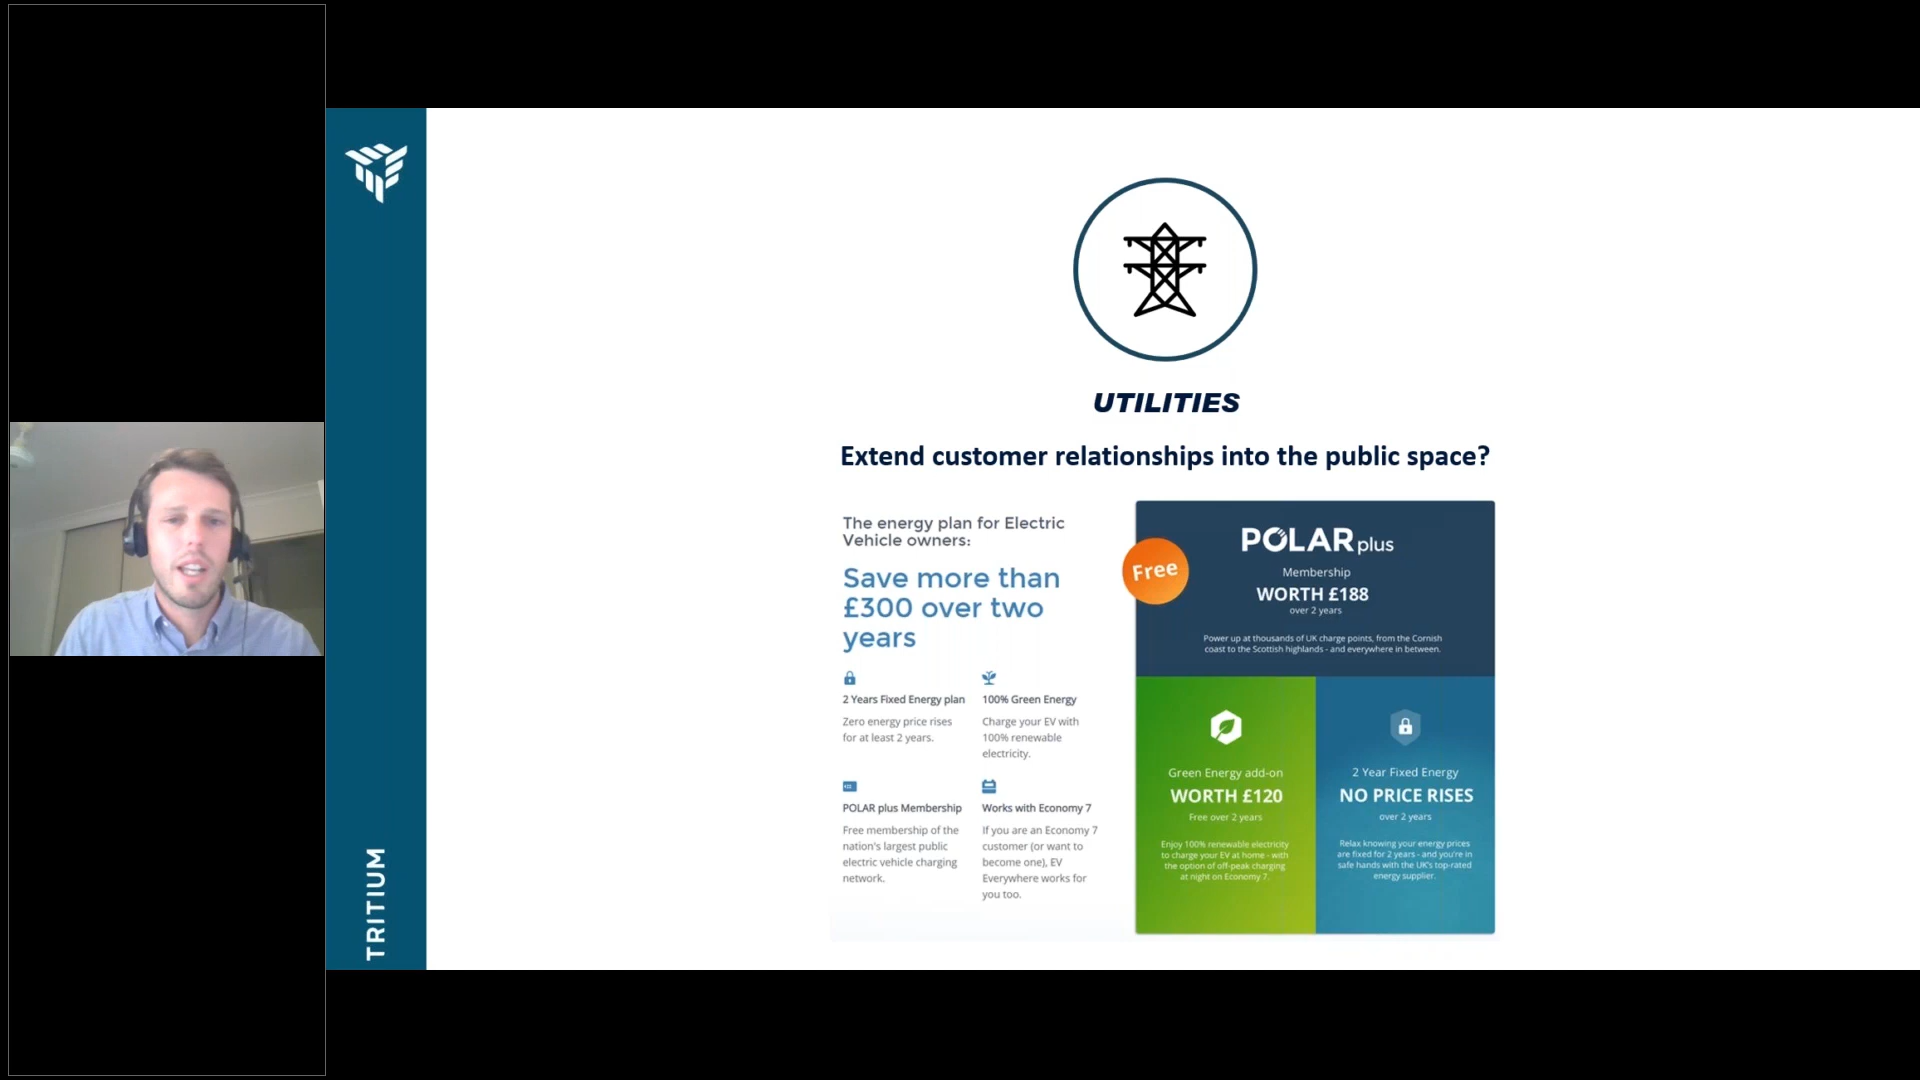 TRITIUM
UTILITIES
Extend customer relationships into the public space?
The energy plan for Electric
Vehicle owners:
Save more than
£300 over two
years
2 Years Fixed Energy plan
Zero energy price rises
for at least 2 years.
100% Green Energy
Charge your EV with
100% renewable
electricity.
POLAR plus Membership
Free membership of the
nation's largest public
electric vehicle charging
network.
Works with Economy 7
If you are an Economy 7
customer (or want to
become one), EV
Everywhere works for
you too.
Free
POLAR plus
Membership
WORTH £188
over 2 years
Power up at thousands of UK charge points, from the Cornish
coast to the Scottish highlands - and everywhere in between.
Green Energy add-on
WORTH £120
Free over 2 years
Enjoy 100% renewable electricity
to charge your EV at home - with
the option of off-peak charging
at night on Economy 7.
2 Year Fixed Energy
NO PRICE RISES
over 2 years
Relax knowing your energy prices
are fixed for 2 years - and you're in
safe hands with the UK's top-rated
energy supplier.